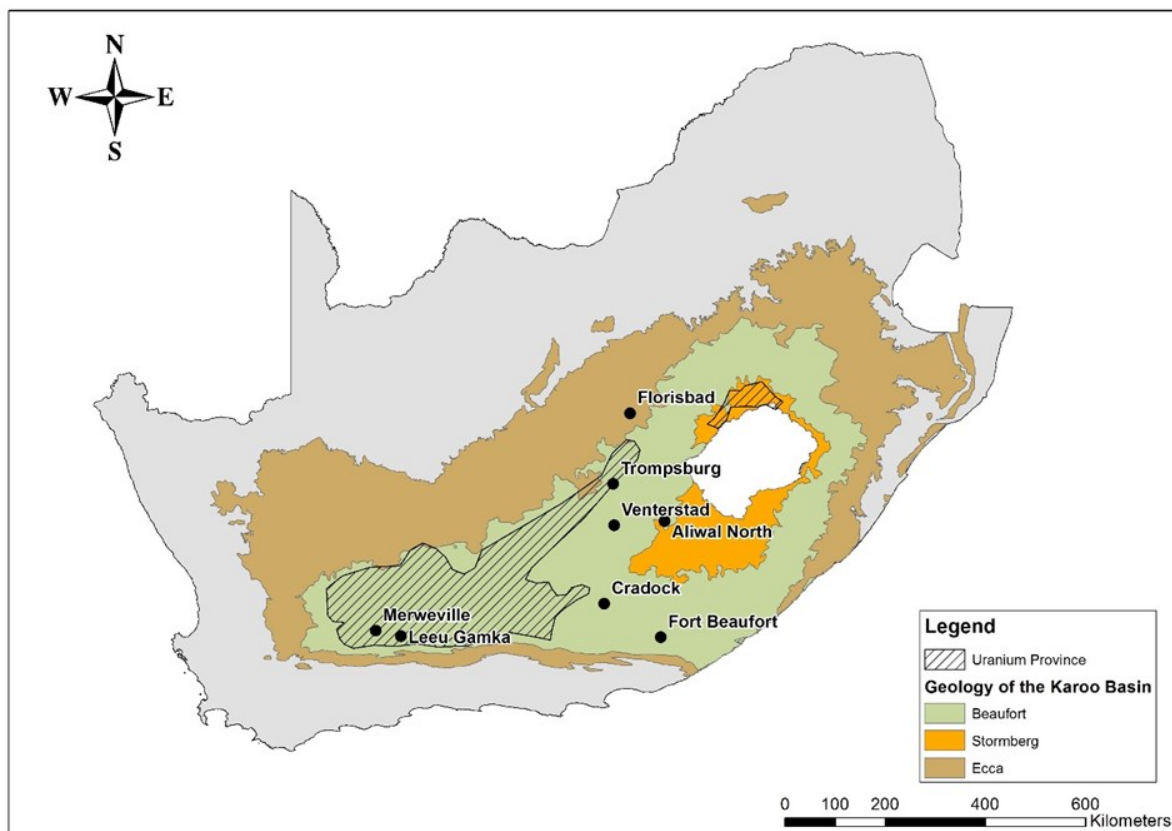 N
W E
S
Florisbad
Trompsburg
Venterstad
Aliwal North
Cradock
Merweville
Fort Beaufort
Leeu Gamka
Legend
Uranium Province
Geology of the Karoo Basin
Beaufort
Stormberg
Ecca
0 100 200 400 600
Kilometers